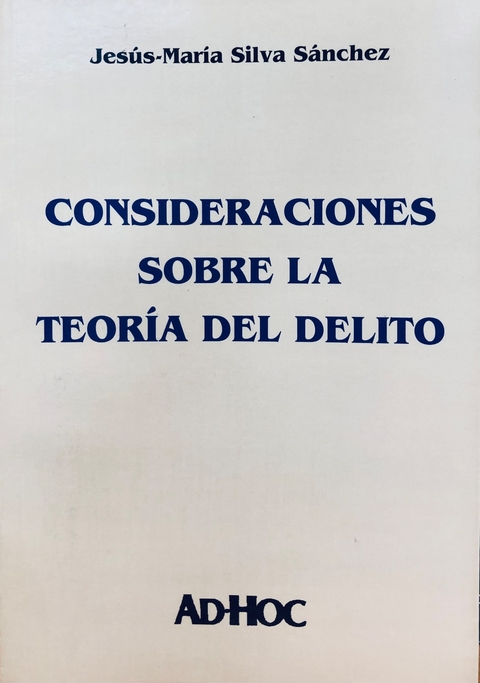 Jesús-María Silva Sánchez
CONSIDERACIONES
SOBRE LA
TEORÍA DEL DELITO
AD-HOC